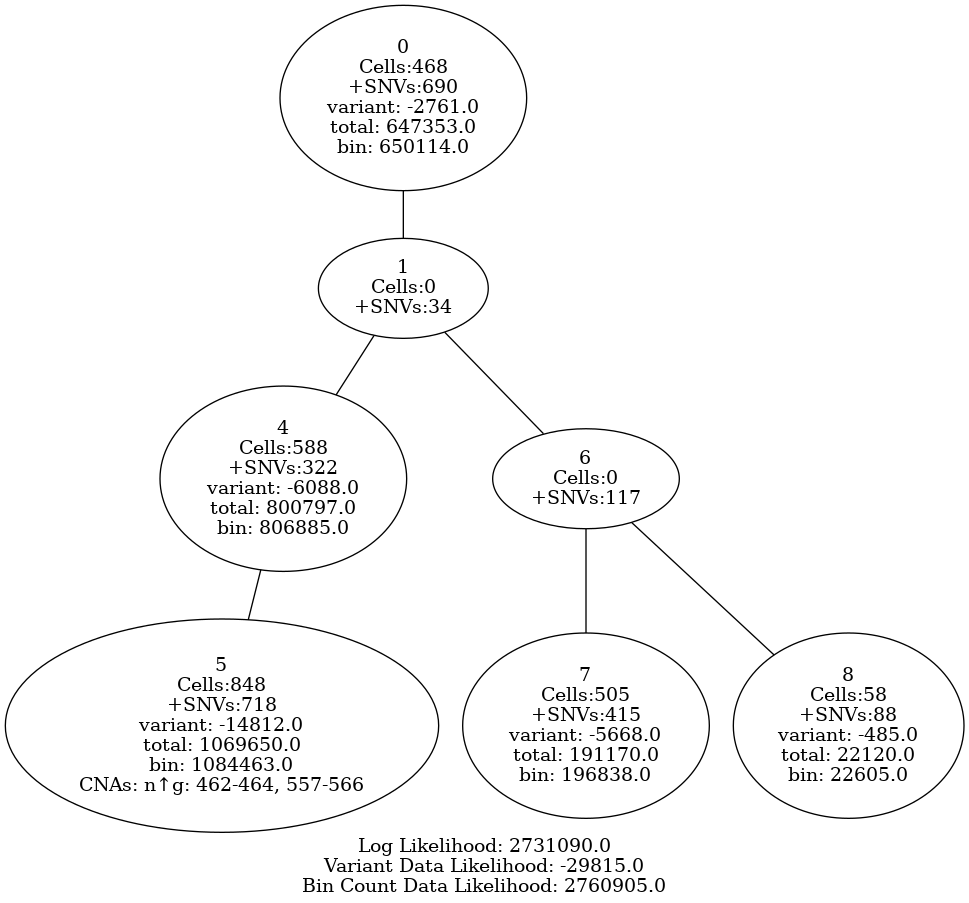 0
Cells:468
+SNVs:690
variant: -2761.0
total: 647353.0
bin: 650114.0
1
Cells:0
+SNVs:34
4
Cells:588
+SNVs:322
variant: -6088.0
total: 800797.0
bin: 806885.0
6
Cells:0
+SNVs:117
5
Cells:848
+SNVs:718
variant: -14812.0
total: 1069650.0
bin: 1084463.0
CNAs: n↑g: 462-464, 557-566
7
Cells:505
+SNVs:415
variant: -5668.0
total: 191170.0
bin: 196838.0
8
Cells:58
+SNVs:88
variant: -485.0
total: 22120.0
bin: 22605.0
Log Likelihood: 2731090.0
Variant Data Likelihood: -29815.0
Bin Count Data Likelihood: 2760905.0